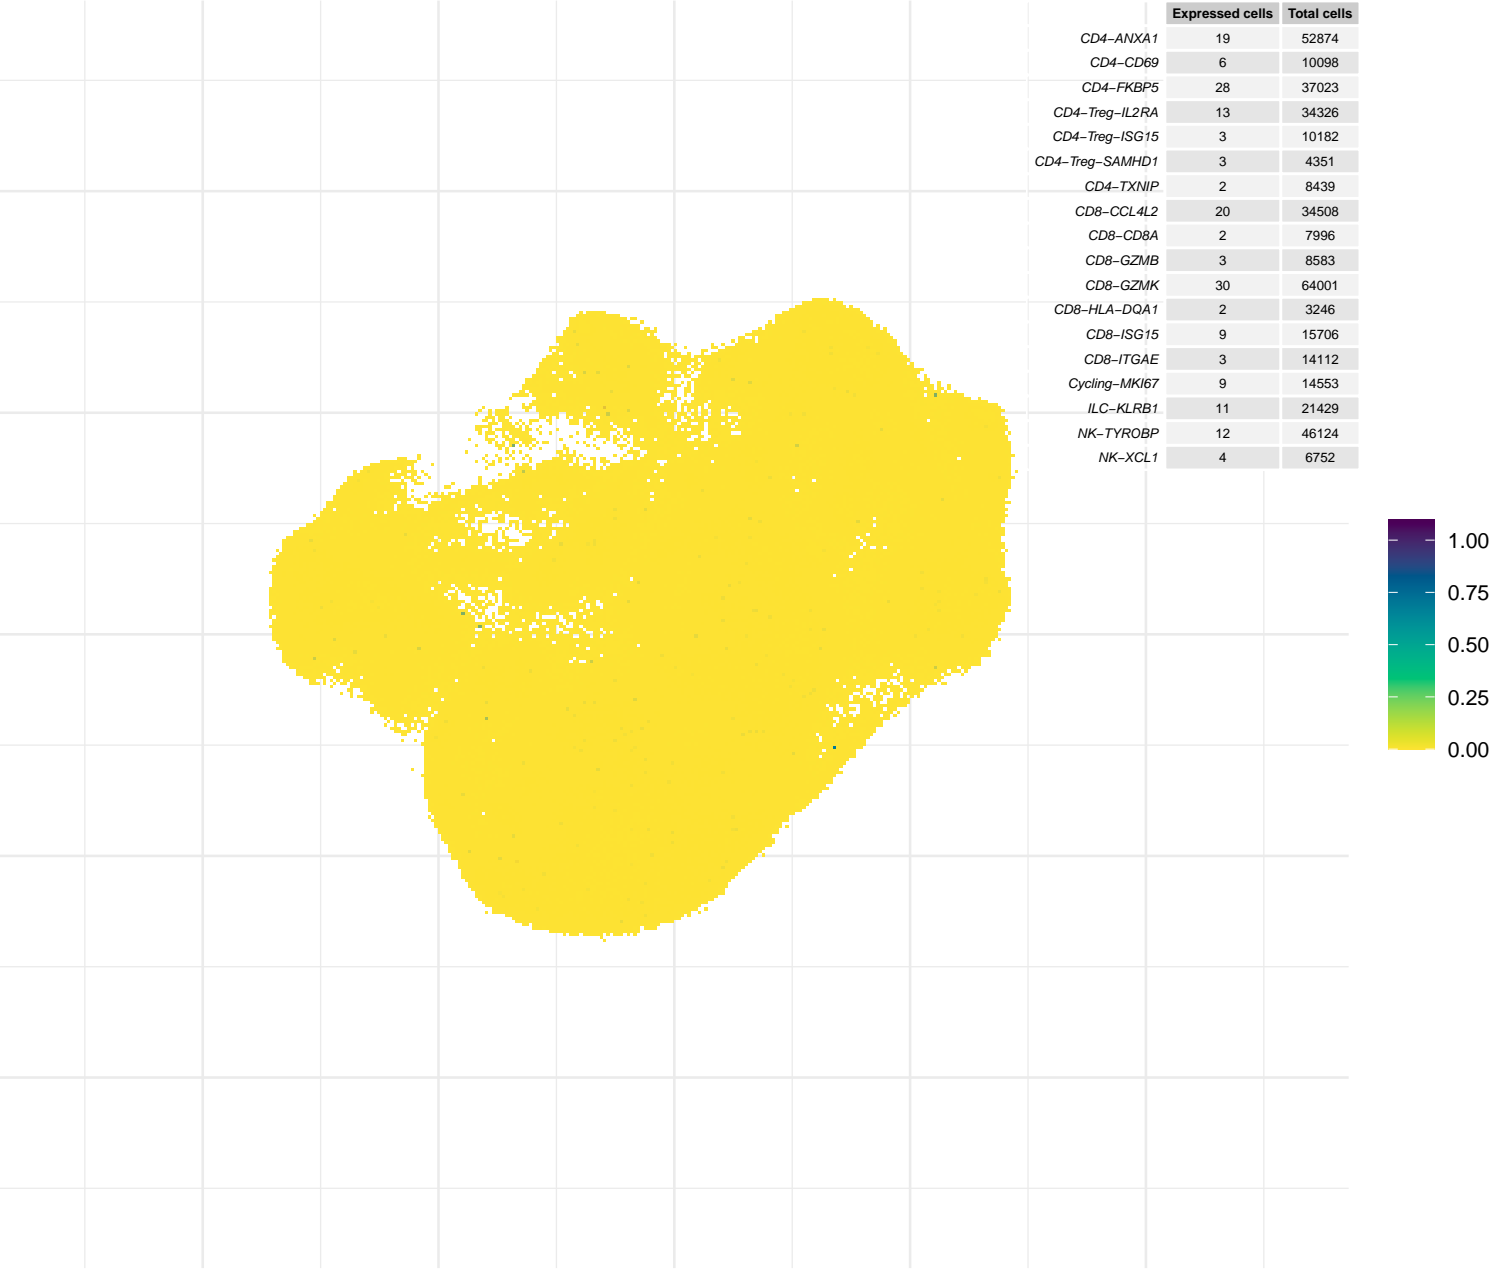 Expressed cells Total cells
CD4−ANXA1 19 52874
CD4−CD69 6 10098
CD4−FKBP5 28 37023
CD4−Treg−IL2RA 13 34326
CD4−Treg−ISG15 3 10182
CD4−Treg−SAMHD1 3 4351
CD4−TXNIP 2 8439
CD8−CCL4L2 20 34508
CD8−CD8A 2 7996
CD8−GZMB 3 8583
CD8−GZMK 30 64001
CD8−HLA−DQA1 2 3246
CD8−ISG15 9 15706
CD8−ITGAE 3 14112
Cycling−MKI67 9 14553
ILC−KLRB1 11 21429
NK−TYROBP 12 46124
NK−XCL1 4 6752
1.00
0.75
0.50
0.25
0.00